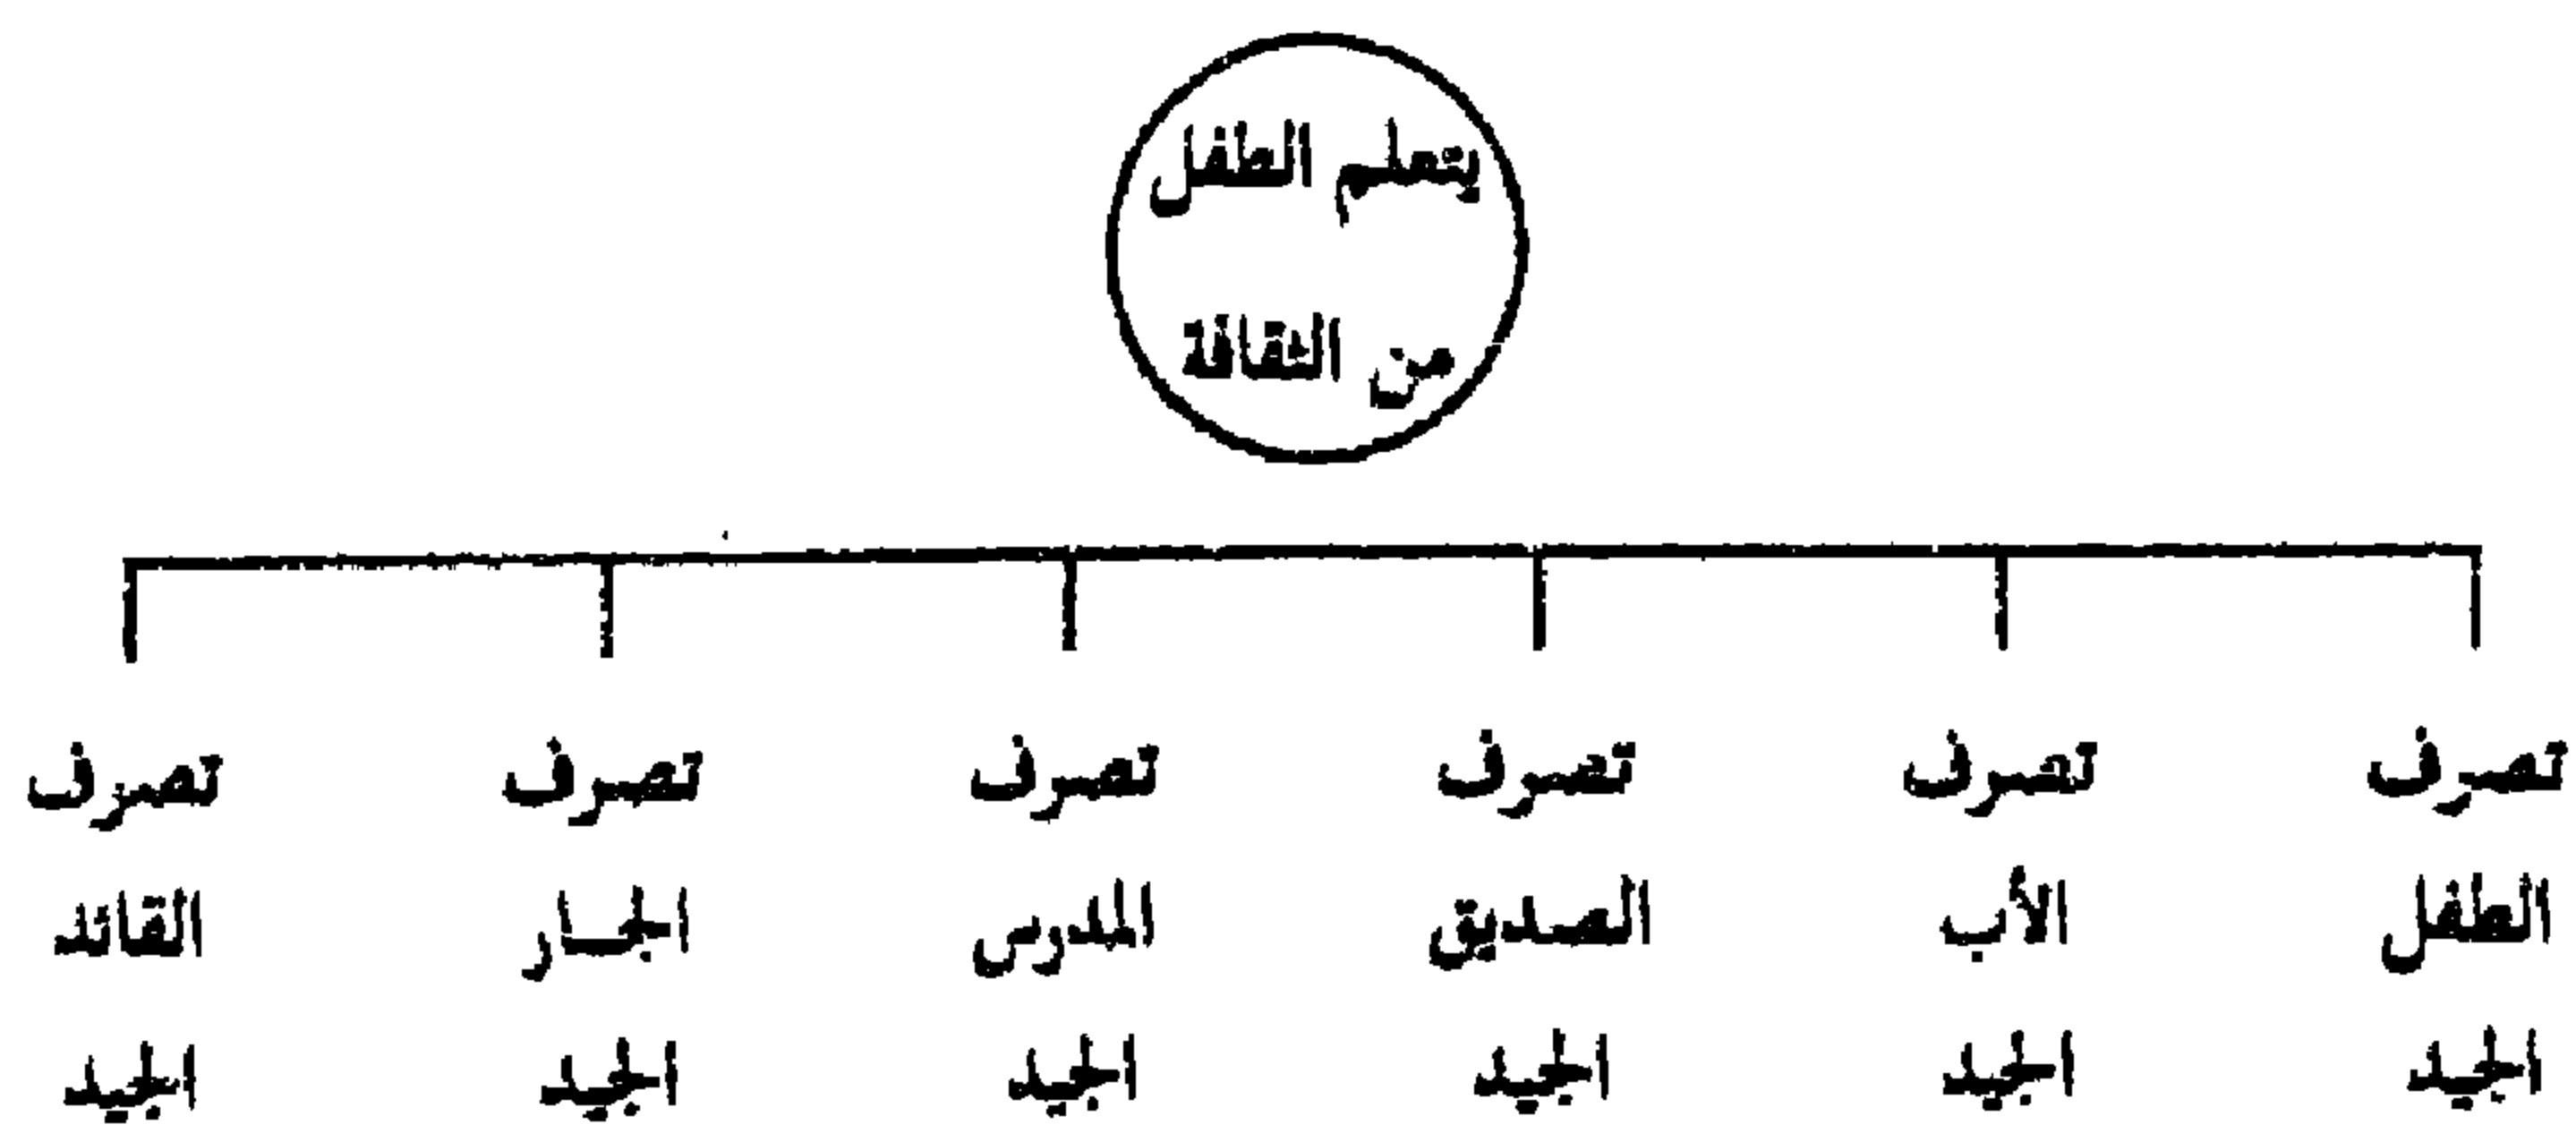 يتعلم الطفل
من الثقافة
تصرف
الطفل
الجيد
تصرف
الأب
الجيد
تصرف
الصديق
الجيد
تصرف
المدرس
الجيد
تصرف
الجار
الجيد
تصرف
القائد
الجيد